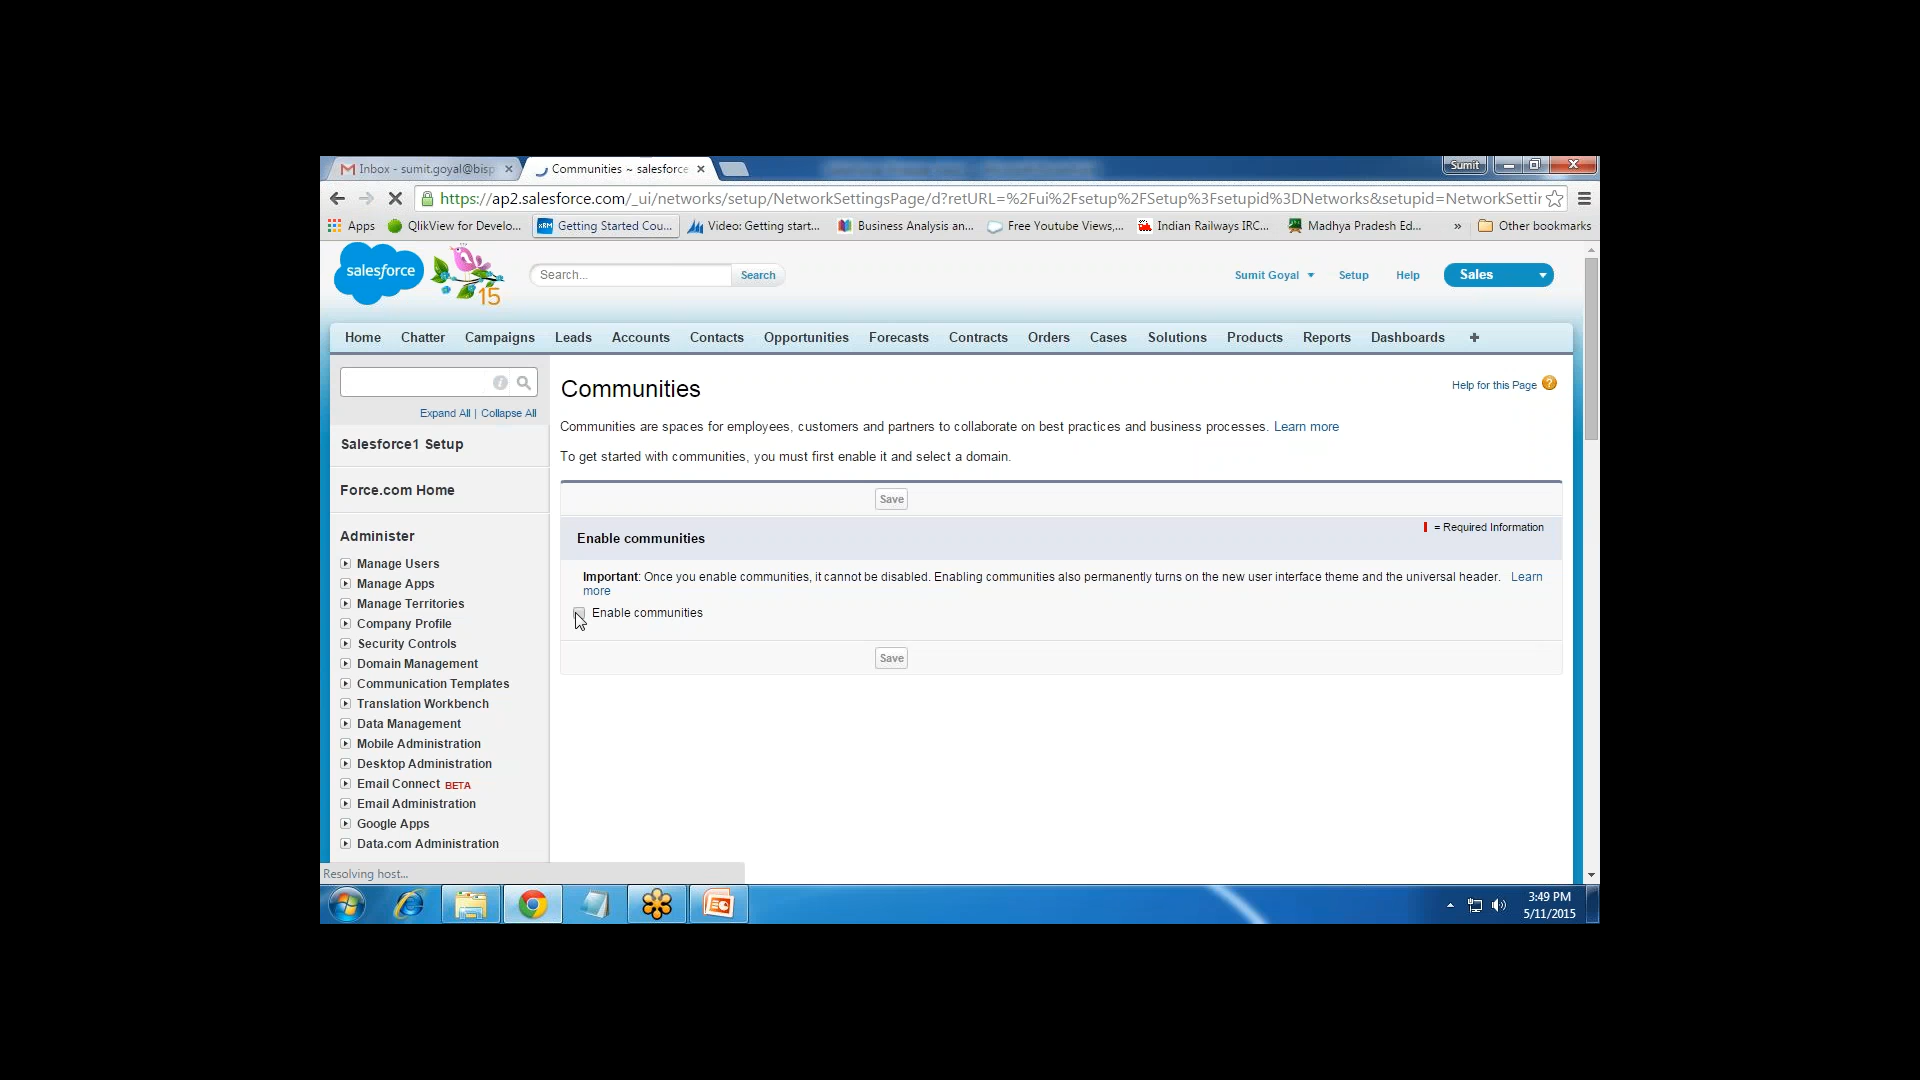 Inbox - sumit.goyal@bisp
Communities ~ salesforce
Sumit
https://ap2.salesforce.com/_ui/networks/setup/NetworkSettingsPage/d?retURL=%2Fui%2Fsetup%2FSetup%3Fsetupid%3DNetworks&setupid=NetworkSettir
Apps
QlikView for Develo...
Getting Started Cou...
Video: Getting start...
Business Analysis an...
Free Youtube Views,...
Indian Railways IRC...
Madhya Pradesh Ed...
»
Other bookmarks
salesforce
15
Search...
Search
Sumit Goyal
Setup
Help
Sales
Home Chatter Campaigns Leads Accounts Contacts Opportunities Forecasts Contracts Orders Cases Solutions Products Reports Dashboards +
Expand All | Collapse All
Salesforce1 Setup
Force.com Home
Administer
Manage Users
Manage Apps
Manage Territories
Company Profile
Security Controls
Domain Management
Communication Templates
Translation Workbench
Data Management
Mobile Administration
Desktop Administration
Email Connect BETA
Email Administration
Google Apps
Data.com Administration
Communities
Help for this Page ?
Communities are spaces for employees, customers and partners to collaborate on best practices and business processes. Learn more
To get started with communities, you must first enable it and select a domain.
Save
Enable communities
= Required Information
Important: Once you enable communities, it cannot be disabled. Enabling communities also permanently turns on the new user interface theme and the universal header. Learn
more
Enable communities
Save
Resolving host...
3:49 PM
5/11/2015